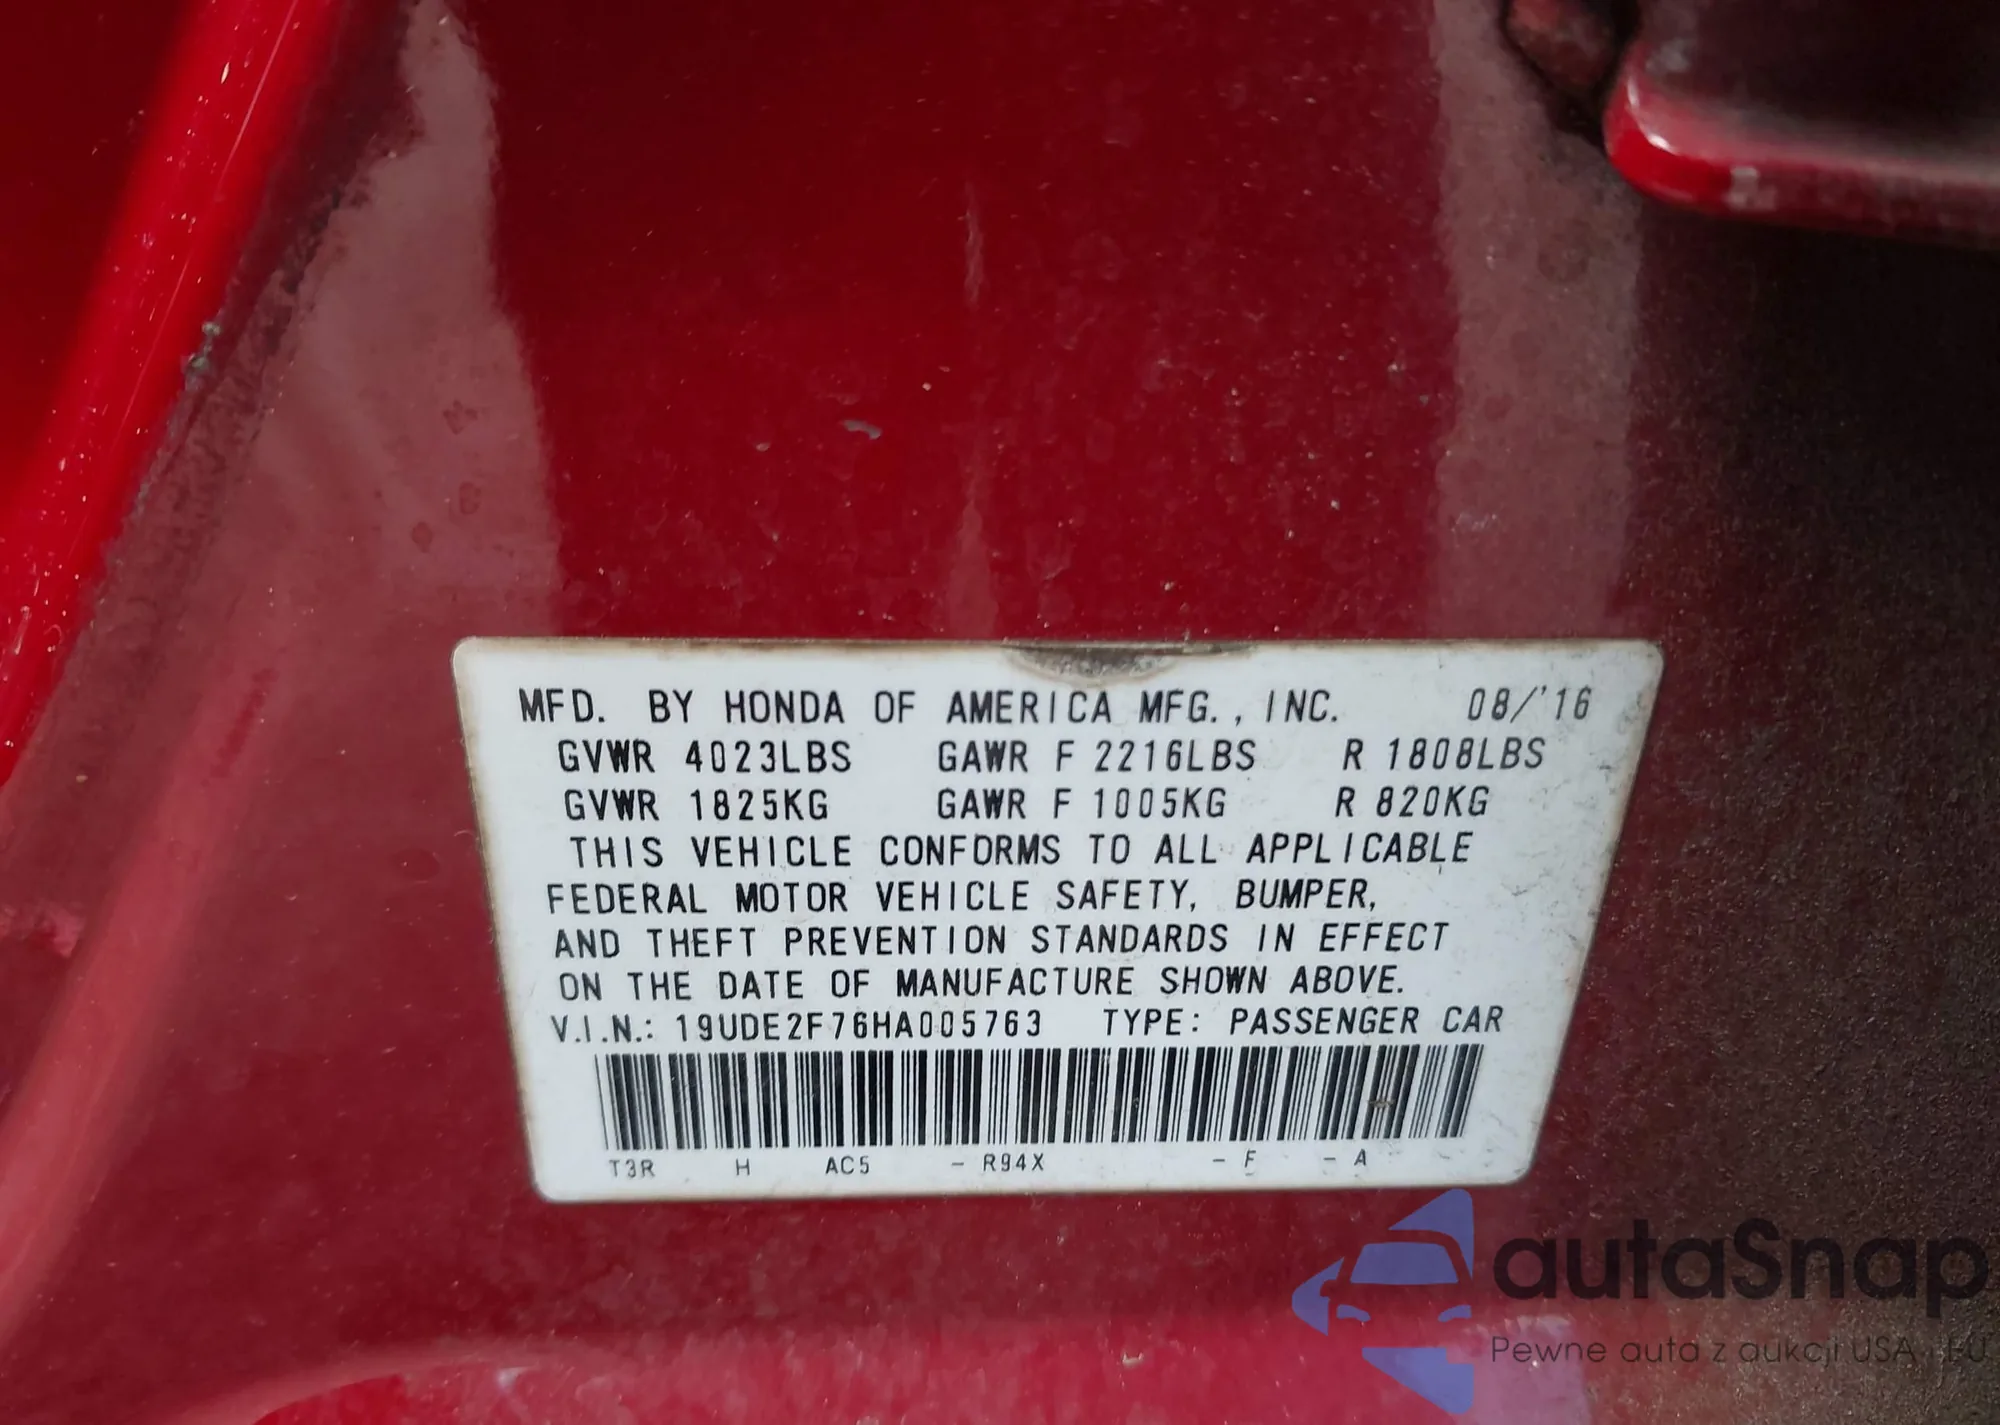 MFD. BY HONDA OF AMERICA MFG., INC. 08/'16
GVWR 4023LBS GAWR F 2216LBS R 1808LBS
GVWR 1825KG GAWR F 1005KG R 820KG
THIS VEHICLE CONFORMS TO ALL APPLICABLE
FEDERAL MOTOR VEHICLE SAFETY, BUMPER,
AND THEFT PREVENTION STANDARDS IN EFFECT
ON THE DATE OF MANUFACTURE SHOWN ABOVE.
V.I.N.: 19UDE2F76HA005763 TYPE: PASSENGER CAR
T3R H AC5 - R94X - F - A
autaSnap
Pewne auta z aukcji USA i EU